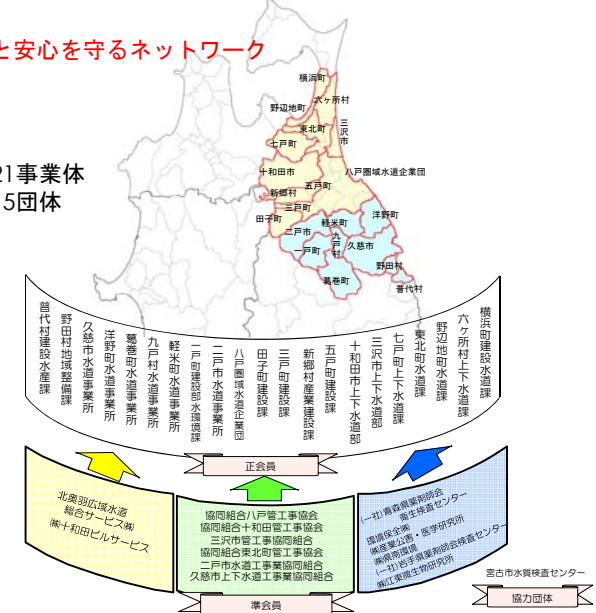 と安心を守るネットワーク
横浜町
六ヶ所村
野辺地町
東北町
三沢市
七戸町
21事業体
5団体
十和田市
八戸圏域水道企業団
五戸町
新郷村
三戸町
田子町
軽米町
洋野町
二戸市
九戸村
久慈市
一戸町
野田村
葛巻町
普代村
普代村建設水産課
野田村地域整備課
久慈市水道事業所
洋野町水道事業所
葛巻町水道事業所
九戸村水道事業所
軽米町水道事業所
一戸町建設部水環境課
二戸市水道事業所
八戸圏域水道企業団
田子町建設課
三戸町建設課
新郷村産業建設課
五戸町建設課
十和田市上下水道部
三沢市上下水道部
七戸町上下水道課
東北町水道課
野辺地町水道課
六ヶ所村上下水道課
横浜町建設水道課
正会員
北奥羽広域水道
総合サービス㈱
㈱十和田ビルサービス
協同組合八戸管工事協会
協同組合十和田管工事協会
三沢市管工事協同組合
協同組合東北町管工事協会
二戸市水道工事業協同組合
久慈市上下水道工事業協同組合
(一社)青森県薬剤師会
衛生検査センター
環境保全㈱
㈱産業公害・医学研究所
㈱県南環境
(一社)岩手県薬剤師会検査センター
㈱江東微生物研究所
準会員
宮古市水質検査センター
協力団体